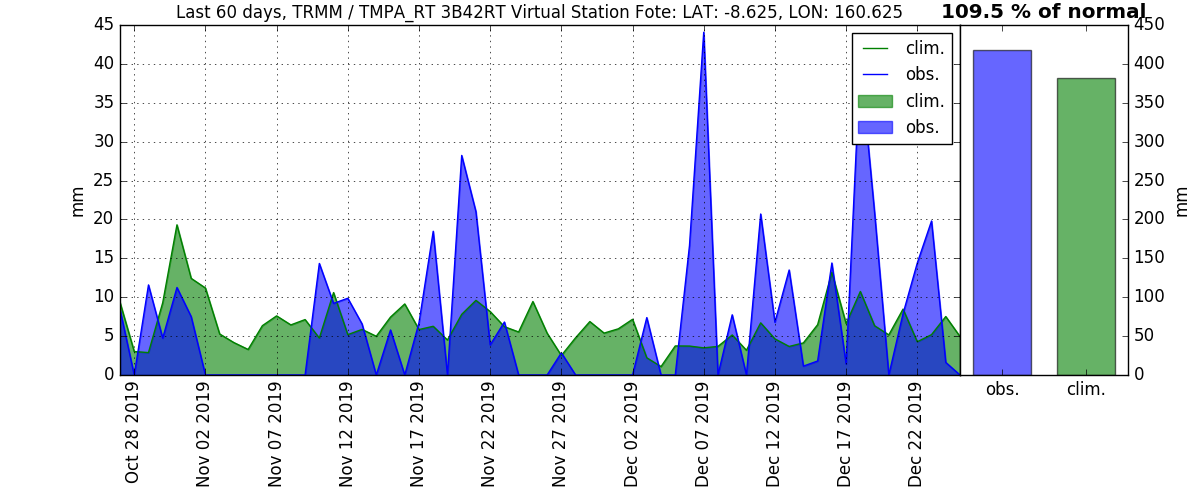 Last 60 days, TRMM / TMPA_RT 3B42RT Virtual Station Fote: LAT: -8.625, LON: 160.625
109.5 % of normal
45
40
35
30
25
20
15
10
5
0
mm
clim.
obs.
clim.
obs.
450
400
350
300
250
200
150
100
50
0
mm
obs.
clim.
Oct 28 2019
Nov 02 2019
Nov 07 2019
Nov 12 2019
Nov 17 2019
Nov 22 2019
Nov 27 2019
Dec 02 2019
Dec 07 2019
Dec 12 2019
Dec 17 2019
Dec 22 2019